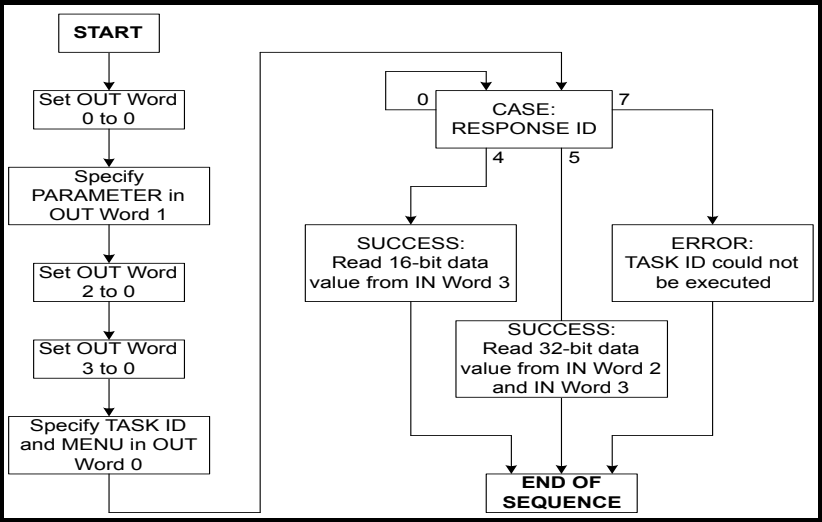 START
Set OUT Word
0 to 0
Specify
PARAMETER in
OUT Word 1
Set OUT Word
2 to 0
Set OUT Word
3 to 0
Specify TASK ID
and MENU in OUT
Word 0
0
CASE:
RESPONSE ID
7
4
5
SUCCESS:
Read 16-bit data
value from IN Word 3
SUCCESS:
Read 32-bit data
value from IN Word 2
and IN Word 3
ERROR:
TASK ID could not
be executed
END OF
SEQUENCE